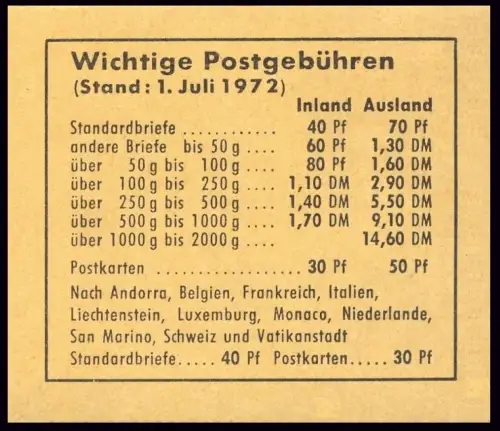 Wichtige Postgebühren
(Stand: 1. Juli 1972)
Inland Ausland
Standardbriefe ............ 40 Pf 70 Pf
andere Briefe bis 50 g .... 60 Pf 1,30 DM
über 50 g bis 100 g .... 80 Pf 1,60 DM
über 100 g bis 250 g .... 1,10 DM 2,90 DM
über 250 g bis 500 g .... 1,40 DM 5,50 DM
über 500 g bis 1000 g .... 1,70 DM 9,10 DM
über 1000 g bis 2000 g .... 14,60 DM
Postkarten .................. 30 Pf 50 Pf
Nach Andorra, Belgien, Frankreich, Italien,
Liechtenstein, Luxemburg, Monaco, Niederlande,
San Marino, Schweiz und Vatikanstadt
Standardbriefe..... 40 Pf Postkarten.... 30 Pf